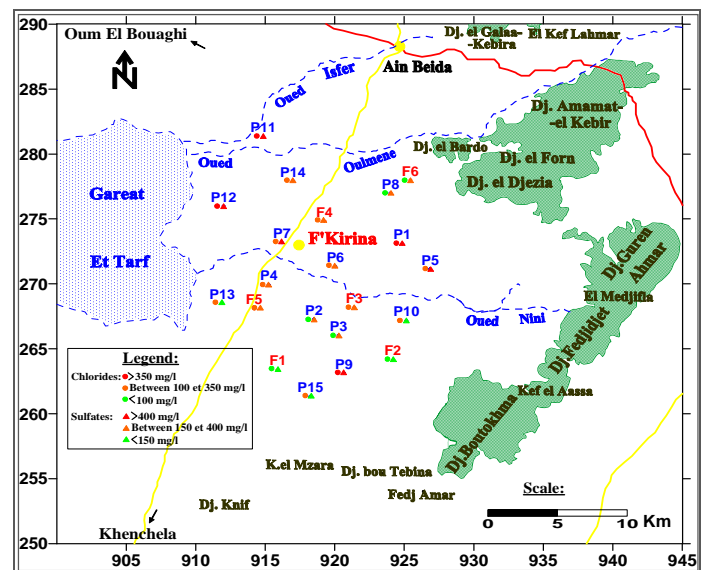 290
285
280
275
270
265
260
255
250
905
910
915
920
925
930
935
940
945
Oum El Bouaghi
N
Dj. el Galaa-
-Kebira
El Kef Lahmar
Ain Beida
Oued Isfer
Dj. Amamat-
-el Kebir
P11
Oued Oulmene
Dj. el Bardo
Dj. el Forn
P14
F6
P8
Dj. el Djezia
Gareat
Et Tarf
P12
F4
P7
F'Kirina
P1
P6
P5
Dj.Guren
Ahmar
P4
P13
F5
P2
F3
P10
El Medjifla
P3
Oued Nini
Dj.Fedjidjet
F1
P9
F2
P15
Kef el Aassa
Dj.Boutokhma
Legend:
Chlorides: >350 mg/l
Between 100 et 350 mg/l
<100 mg/l
Sulfates: >400 mg/l
Between 150 et 400 mg/l
<150 mg/l
K.el Mzara
Dj. bou Tebina
Fedj Amar
Dj. Knif
Khenchela
Scale:
0 5 10 Km